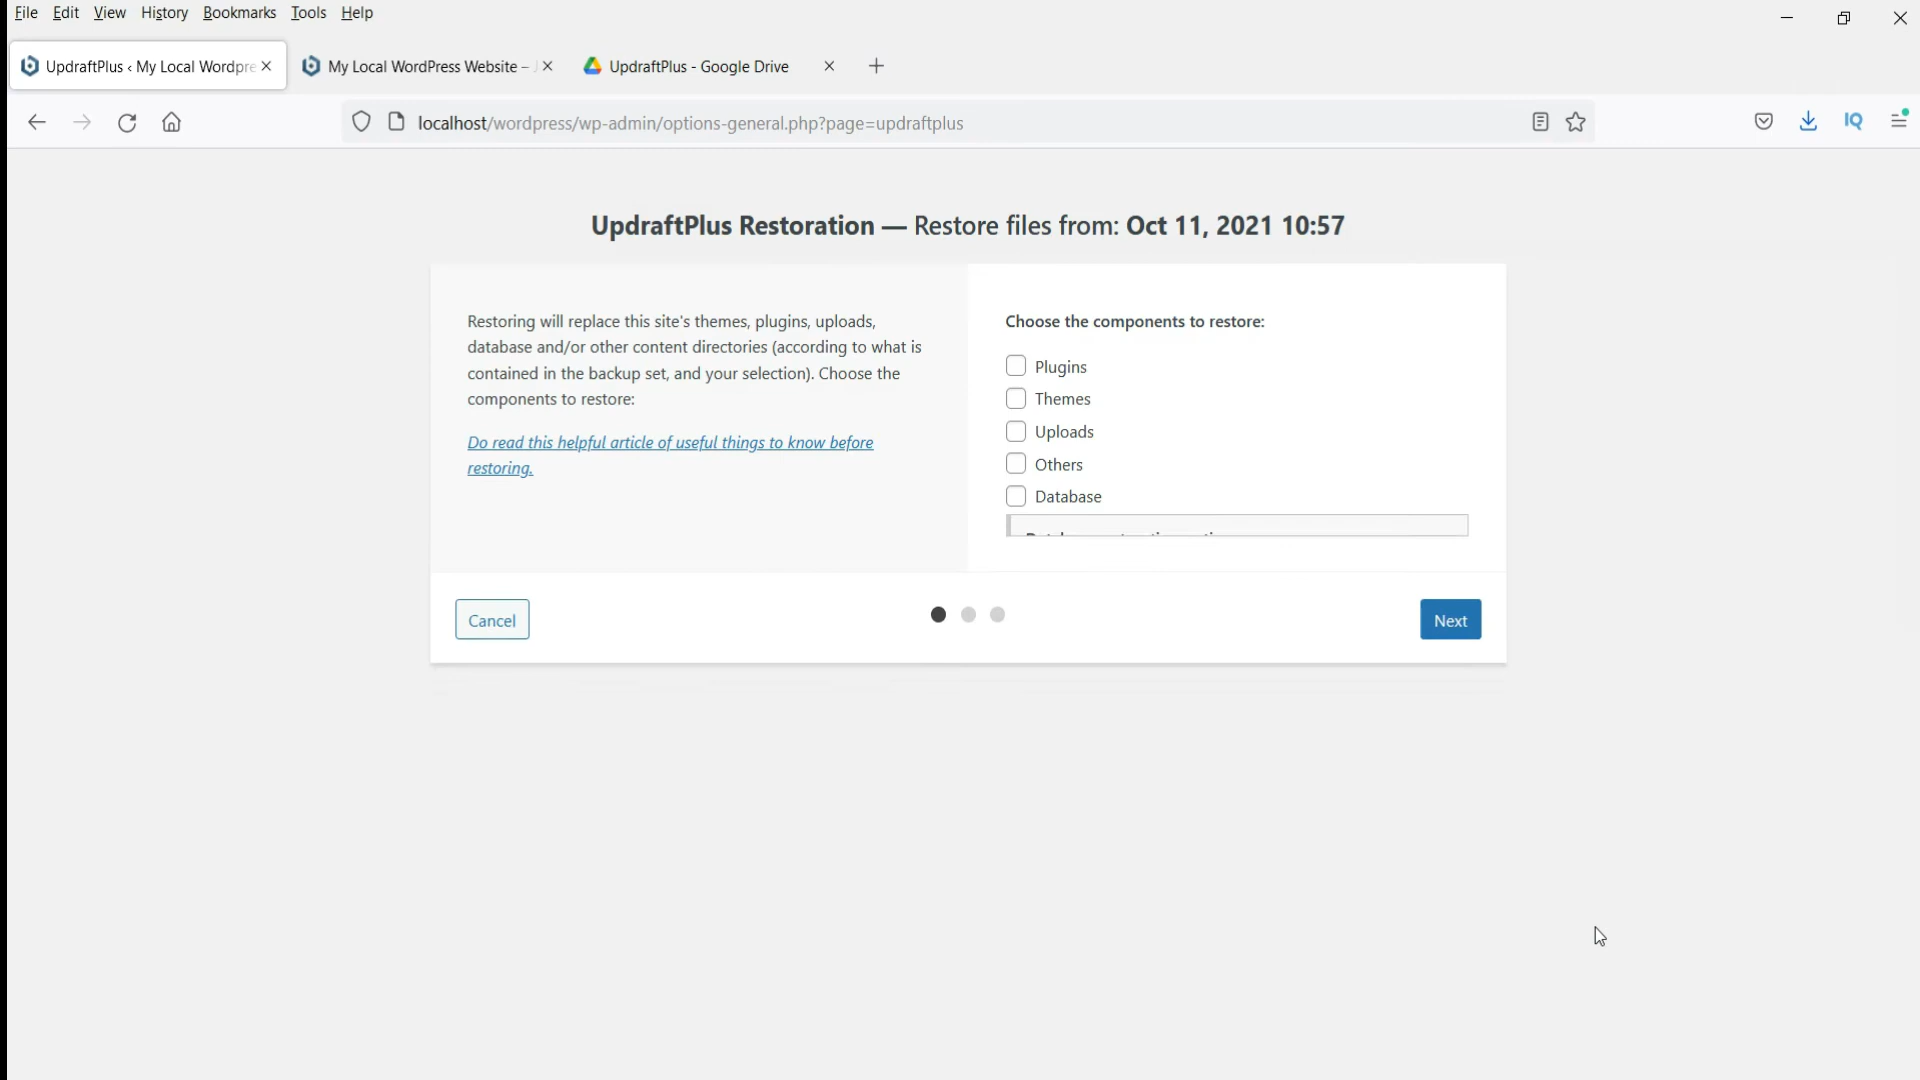 File Edit View History Bookmarks Tools Help
UpdraftPlus ‹ My Local Wordpre
My Local WordPress Website –
UpdraftPlus - Google Drive
localhost/wordpress/wp-admin/options-general.php?page=updraftplus
IQ
UpdraftPlus Restoration — Restore files from: Oct 11, 2021 10:57
Restoring will replace this site's themes, plugins, uploads,
database and/or other content directories (according to what is
contained in the backup set, and your selection). Choose the
components to restore:
Do read this helpful article of useful things to know before
restoring.
Choose the components to restore:
Plugins
Themes
Uploads
Others
Database
Cancel
Next